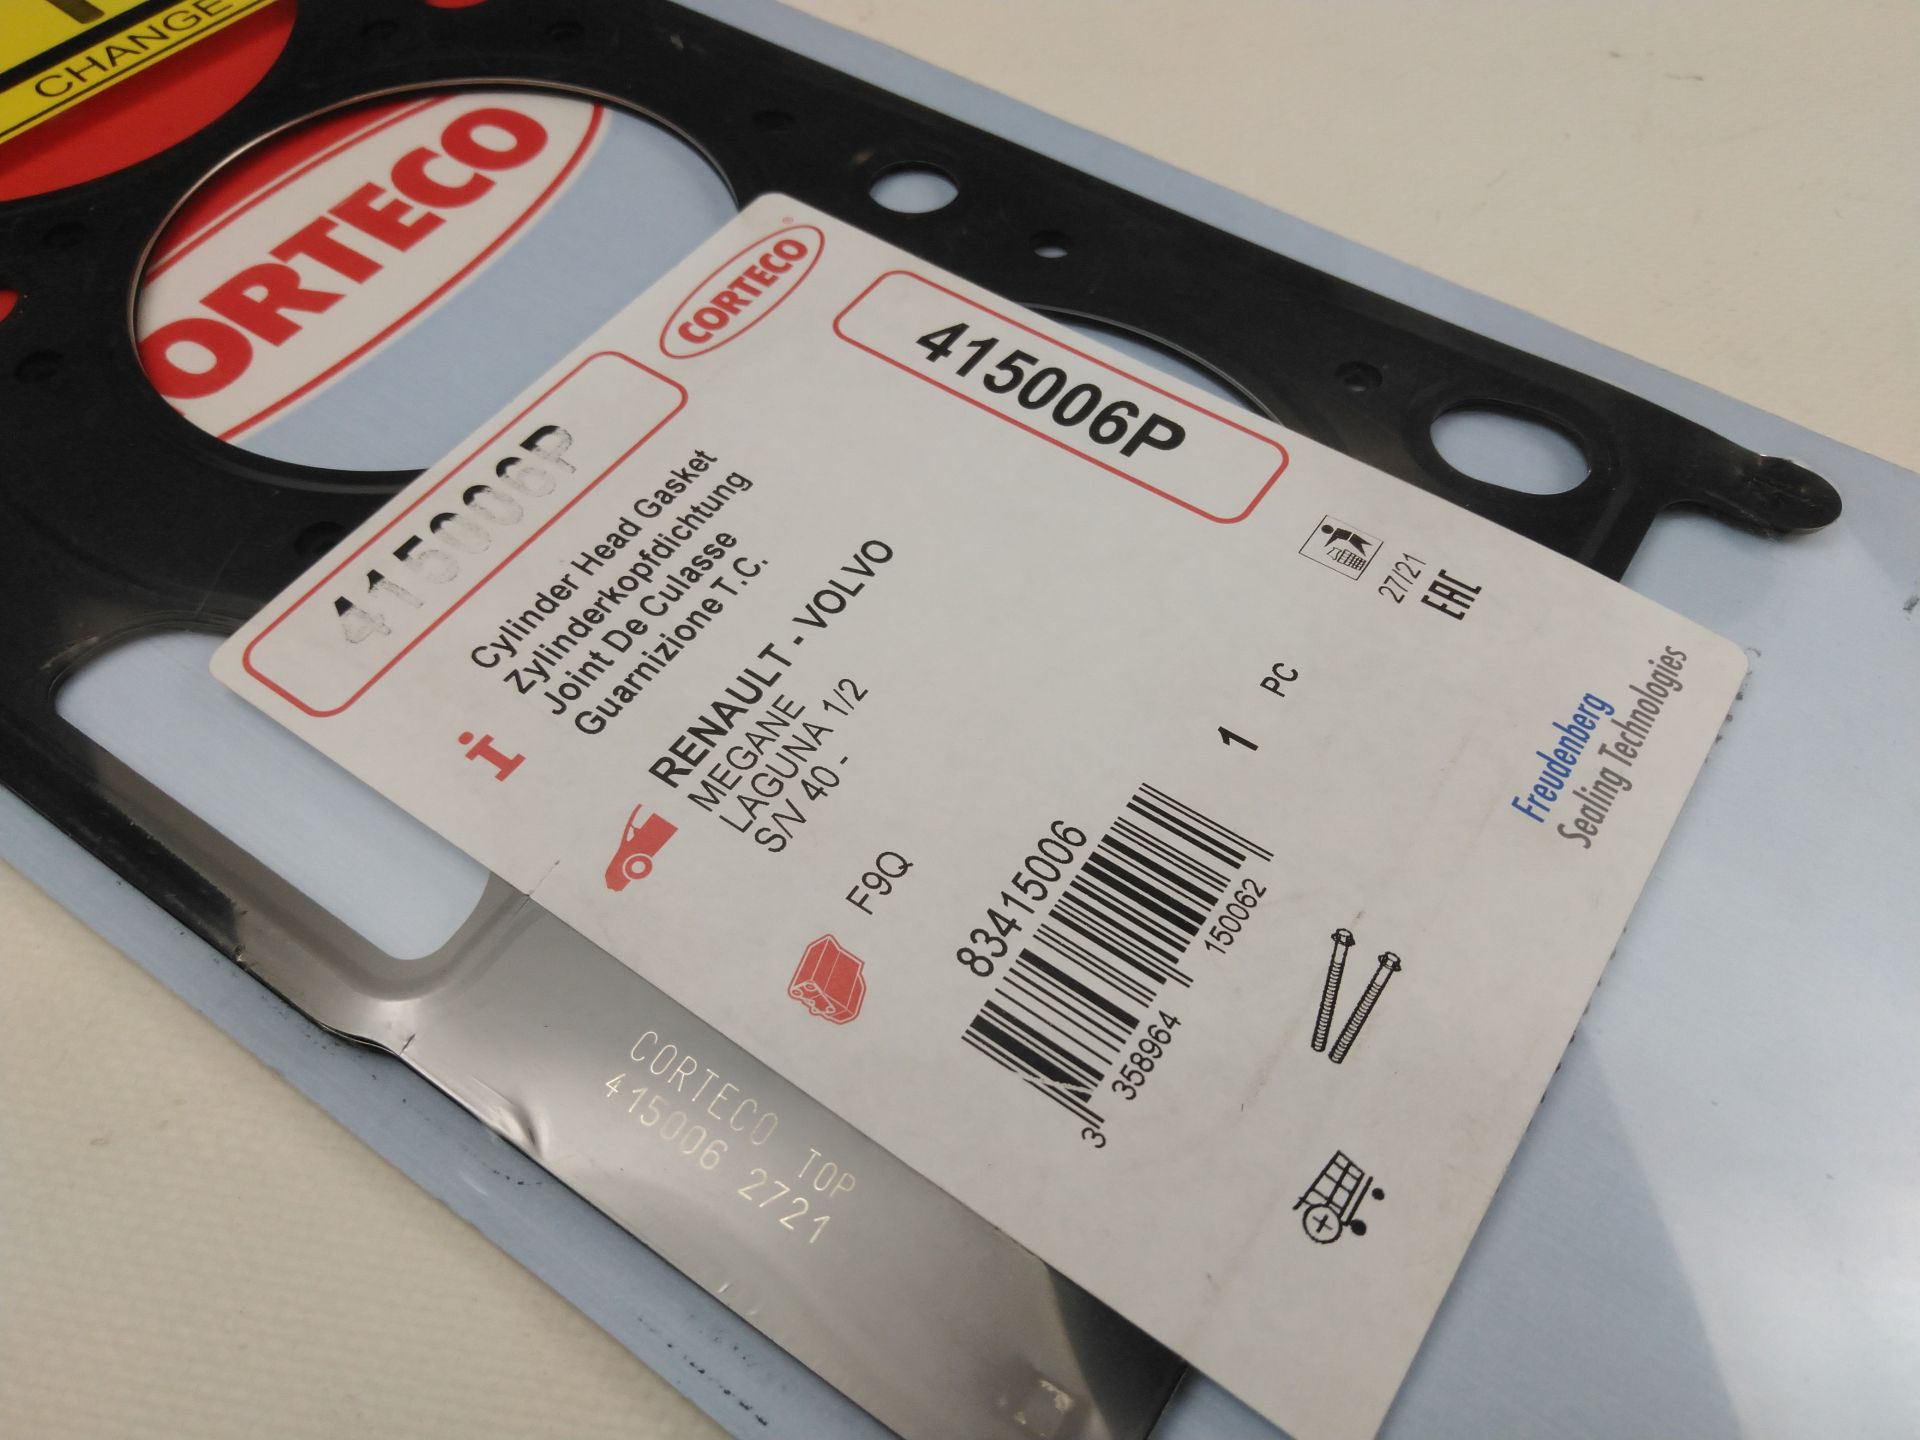 CHANGE
CORTECO
CORTECO
415006P
415006P
Cylinder Head Gasket
Zylinderkopfdichtung
Joint De Culasse
Guarnizione T.C.
RENAULT - VOLVO
MEGANE
LAGUNA 1/2
S/V 40 -
F9Q
27/21
EAC
1 PC
83415006
3 358964 150062
Freudenberg
Sealing Technologies
CORTECO TOP
415006 2721